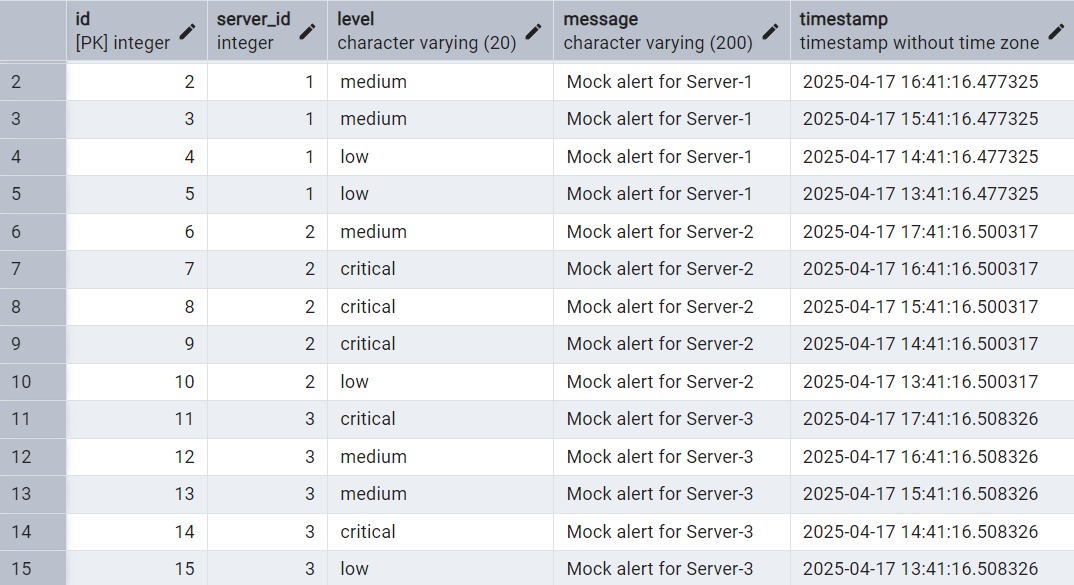 id server_id level message timestamp
[PK] integer integer character varying (20) character varying (200) timestamp without time zone
2 2 1 medium Mock alert for Server-1 2025-04-17 16:41:16.477325
3 3 1 medium Mock alert for Server-1 2025-04-17 15:41:16.477325
4 4 1 low Mock alert for Server-1 2025-04-17 14:41:16.477325
5 5 1 low Mock alert for Server-1 2025-04-17 13:41:16.477325
6 6 2 medium Mock alert for Server-2 2025-04-17 17:41:16.500317
7 7 2 critical Mock alert for Server-2 2025-04-17 16:41:16.500317
8 8 2 critical Mock alert for Server-2 2025-04-17 15:41:16.500317
9 9 2 critical Mock alert for Server-2 2025-04-17 14:41:16.500317
10 10 2 low Mock alert for Server-2 2025-04-17 13:41:16.500317
11 11 3 critical Mock alert for Server-3 2025-04-17 17:41:16.508326
12 12 3 medium Mock alert for Server-3 2025-04-17 16:41:16.508326
13 13 3 medium Mock alert for Server-3 2025-04-17 15:41:16.508326
14 14 3 critical Mock alert for Server-3 2025-04-17 14:41:16.508326
15 15 3 low Mock alert for Server-3 2025-04-17 13:41:16.508326